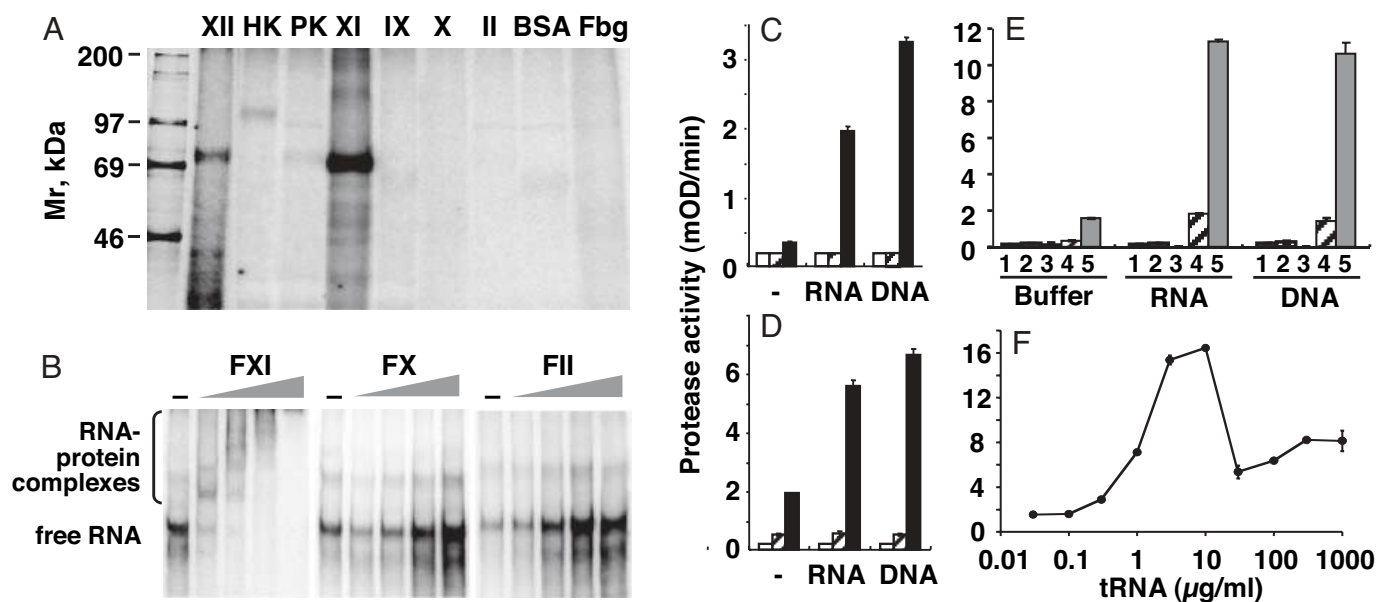 A
XII HK PK XI IX X II BSA Fbg
200
97
69
46
Mr, kDa
B
FXI FX FII
– – –
RNA-
protein
complexes
free RNA
Protease activity (mOD/min)
C
3
2
1
0
- RNA DNA
D
6
4
2
0
- RNA DNA
E
12
10
8
6
4
2
0
1 2 3 4 5 1 2 3 4 5 1 2 3 4 5
Buffer RNA DNA
F
16
12
8
4
0
0.01 0.1 1 10 100 1000
tRNA (µg/ml)